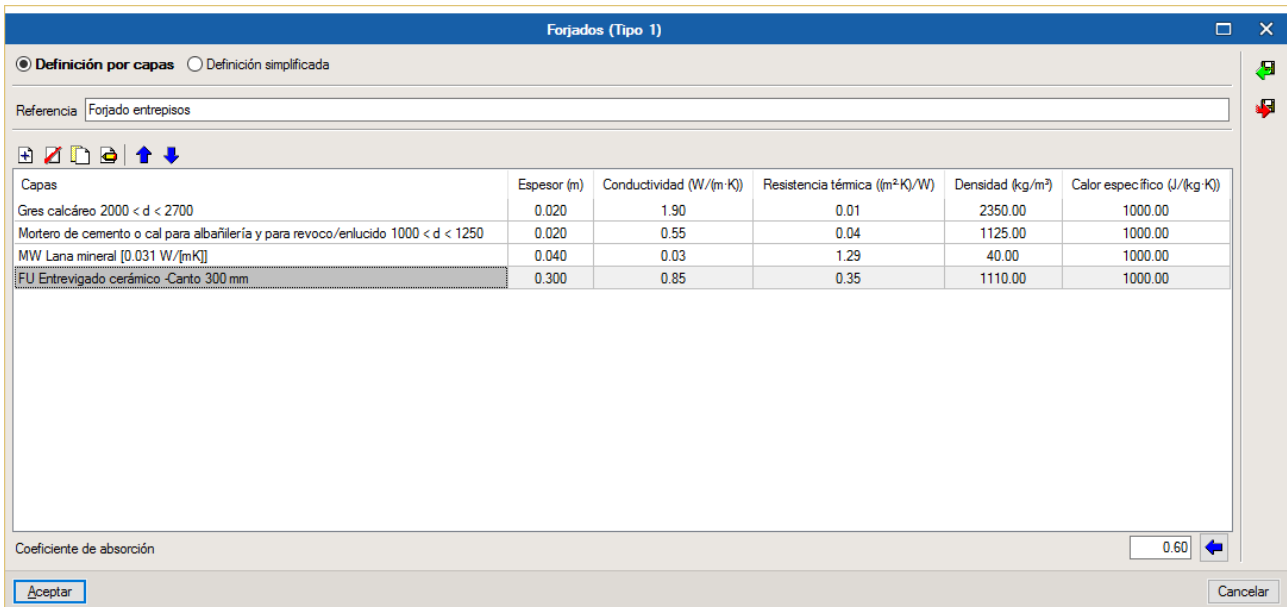 Forjados (Tipo 1)
Definición por capas Definición simplificada
Referencia Forjado entrepisos
Capas Espesor (m) Conductividad (W/(m·K)) Resistencia térmica ((m²·K)/W) Densidad (kg/m³) Calor específico (J/(kg·K))
Gres calcáreo 2000 < d < 2700 0.020 1.90 0.01 2350.00 1000.00
Mortero de cemento o cal para albañilería y para revoco/enlucido 1000 < d < 1250 0.020 0.55 0.04 1125.00 1000.00
MW Lana mineral [0.031 W/[mK]] 0.040 0.03 1.29 40.00 1000.00
FU Entrevigado cerámico -Canto 300 mm 0.300 0.85 0.35 1110.00 1000.00
Coeficiente de absorción 0.60
Aceptar Cancelar